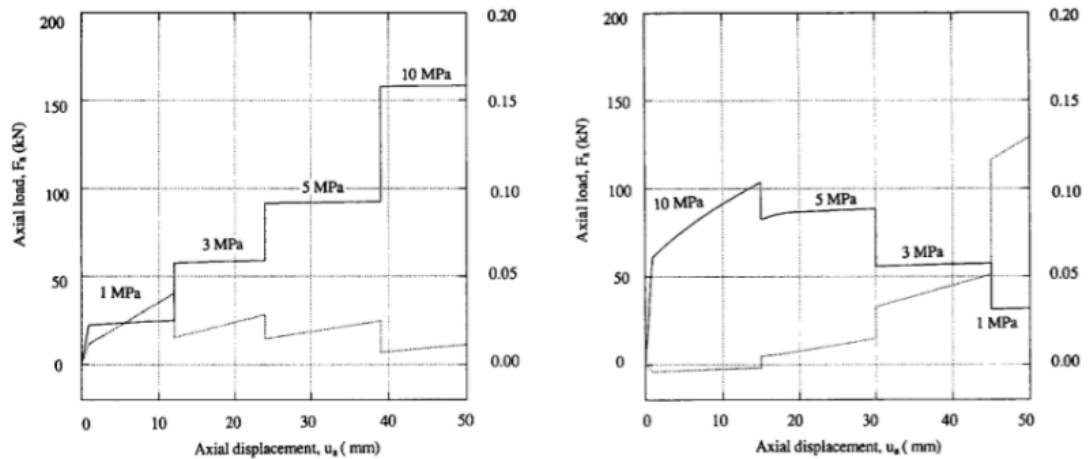 200
150
100
50
0
Axial load, Fₐ (kN)
1 MPa
3 MPa
5 MPa
10 MPa
0.20
0.15
0.10
0.05
0.00
0 10 20 30 40 50
Axial displacement, uₐ ( mm)
200
150
100
50
0
Axial load, Fₐ (kN)
10 MPa
5 MPa
3 MPa
1 MPa
0.20
0.15
0.10
0.05
0.00
0 10 20 30 40 50
Axial displacement, uₐ ( mm)